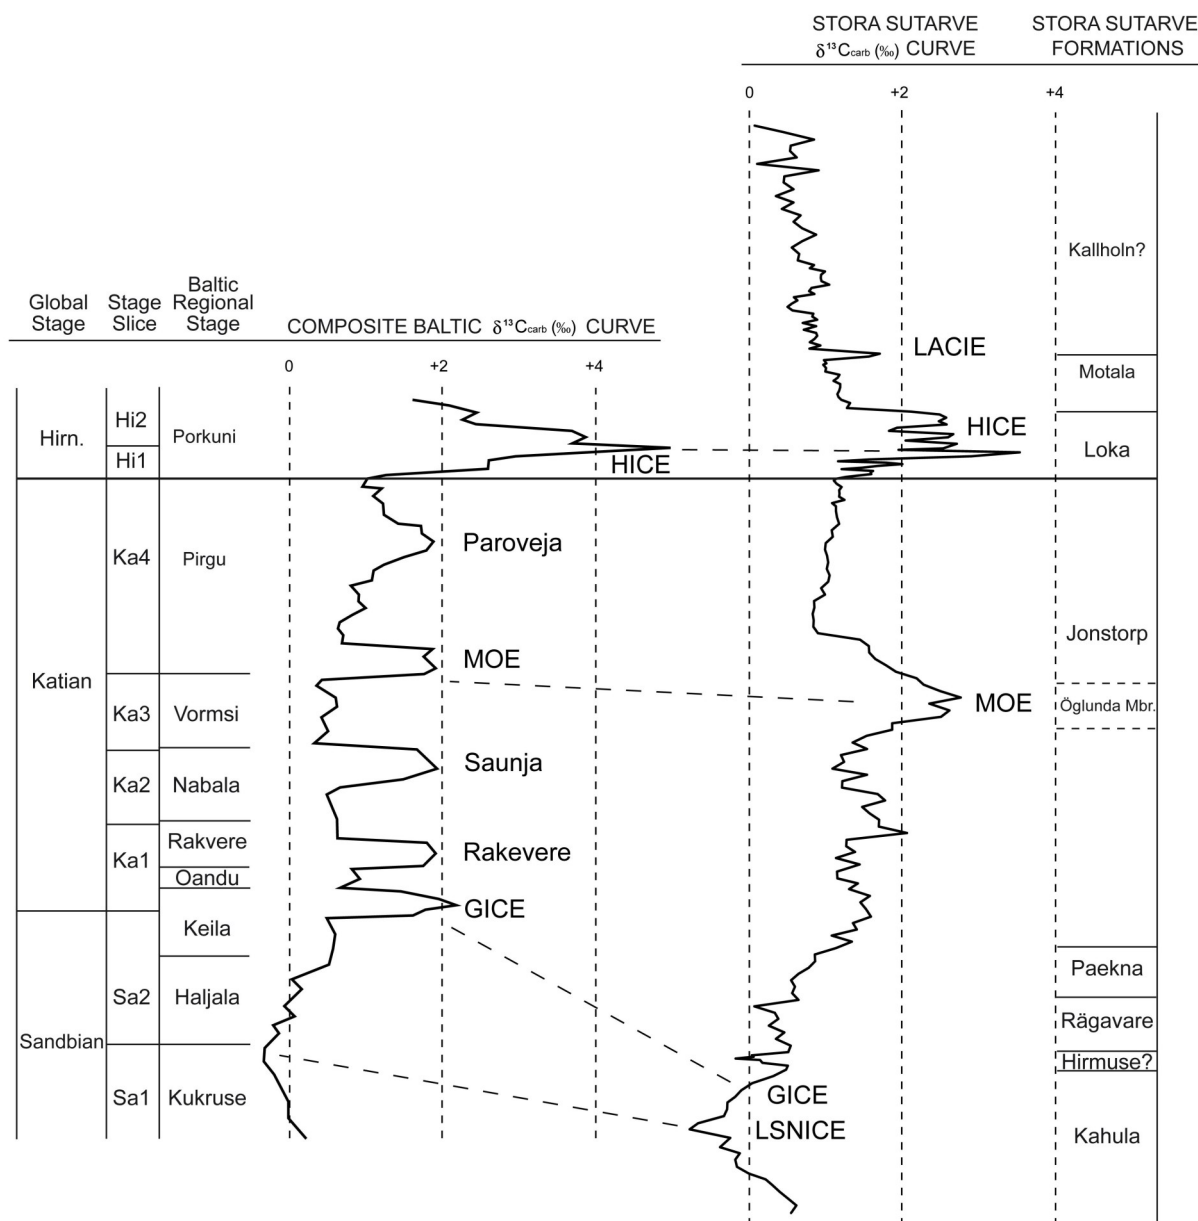 STORA SUTARVE
δ¹³Ccarb (‰) CURVE
STORA SUTARVE
FORMATIONS
0
+2
+4
Kallholn?
LACIE
Motala
HICE
Loka
Jonstorp
MOE
Öglunda Mbr.
Paekna
Rägavare
Hirmuse?
GICE
LSNICE
Kahula
Global
Stage
Stage
Slice
Baltic
Regional
Stage
COMPOSITE BALTIC δ¹³Ccarb (‰) CURVE
0
+2
+4
Hirn.
Hi2
Hi1
Porkuni
HICE
Katian
Ka4
Pirgu
Paroveja
MOE
Ka3
Vormsi
Ka2
Nabala
Saunja
Ka1
Rakvere
Oandu
Rakevere
GICE
Keila
Sandbian
Sa2
Haljala
Sa1
Kukruse